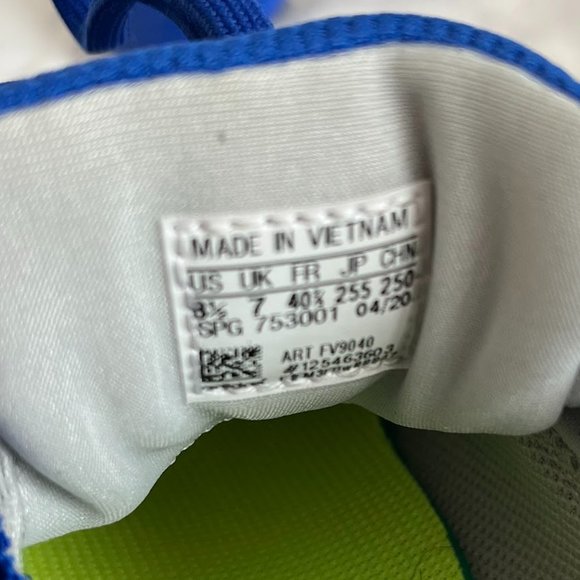 MADE IN VIETNAM
US UK FR JP CHN
8½ 7 40⅔ 255 250
SPG 753001 04/20
ART FV9040
#125463603